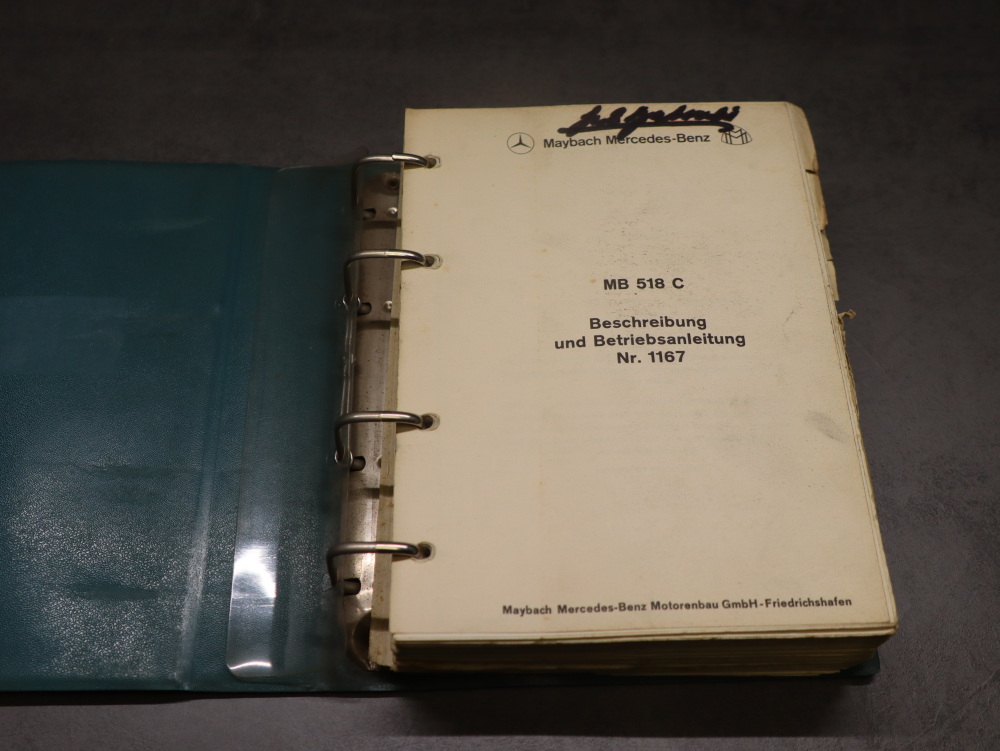 Maybach Mercedes-Benz
MB 518 C
Beschreibung
und Betriebsanleitung
Nr. 1167
Maybach Mercedes-Benz Motorenbau GmbH-Friedrichshafen